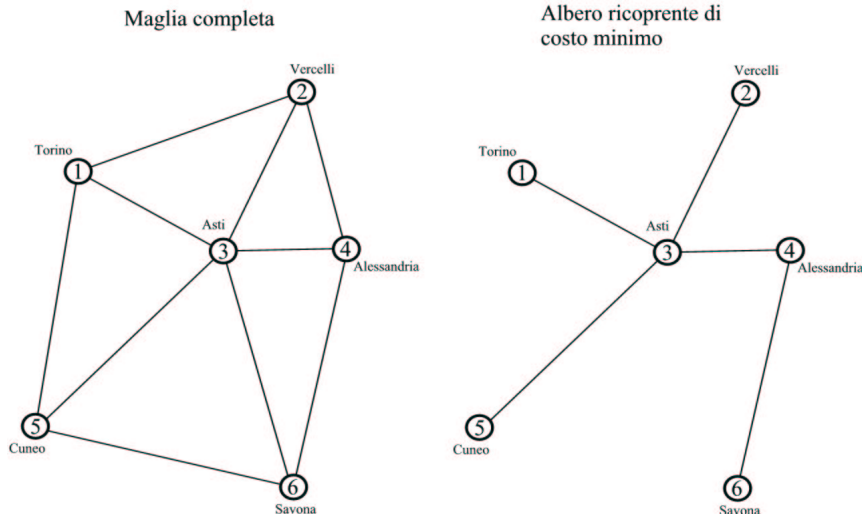 Maglia completa
Vercelli
2
Torino
1
Asti
3
4
Alessandria
5
Cuneo
6
Savona
Albero ricoprente di
costo minimo
Vercelli
2
Torino
1
Asti
3
4
Alessandria
5
Cuneo
6
Savona